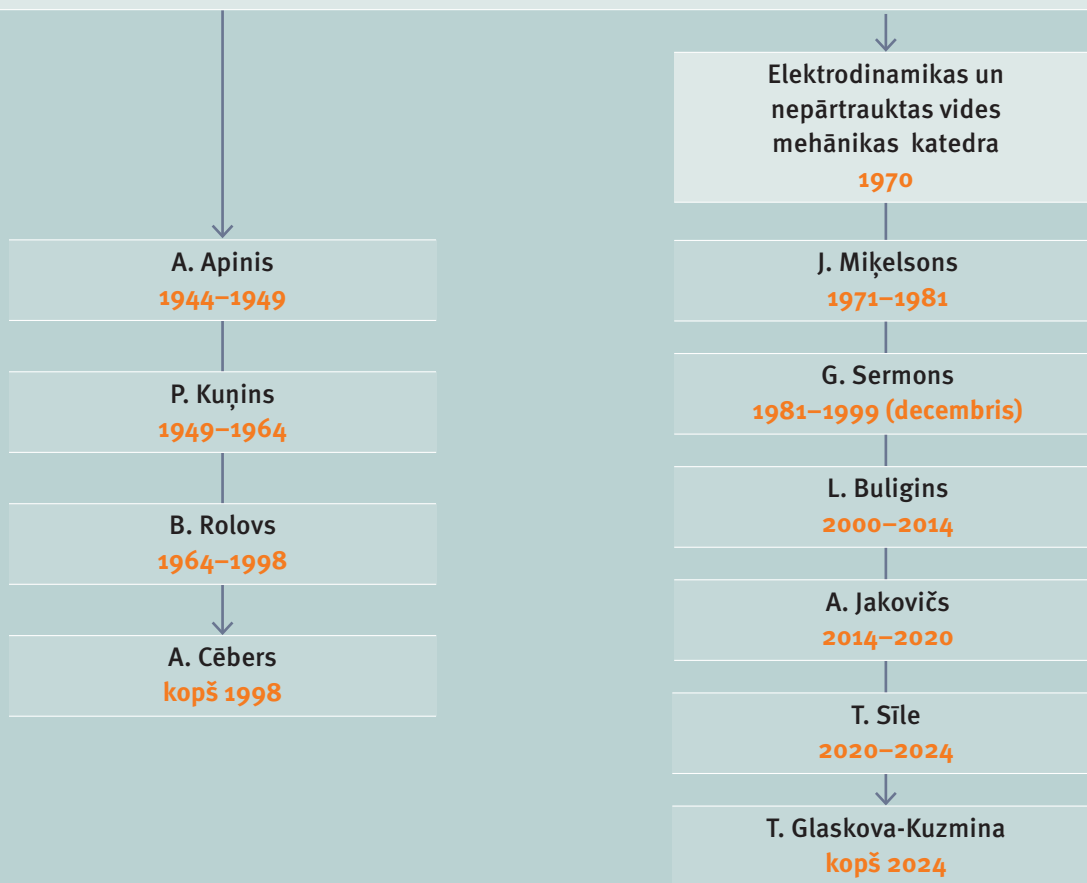 A. Apinis
1944–1949
P. Kuņins
1949–1964
B. Rolovs
1964–1998
A. Cēbers
kopš 1998
Elektrodinamikas un
nepārtrauktas vides
mehānikas katedra
1970
J. Miķelsons
1971–1981
G. Sermons
1981–1999 (decembris)
L. Buligins
2000–2014
A. Jakovičs
2014–2020
T. Sīle
2020–2024
T. Glaskova-Kuzmina
kopš 2024